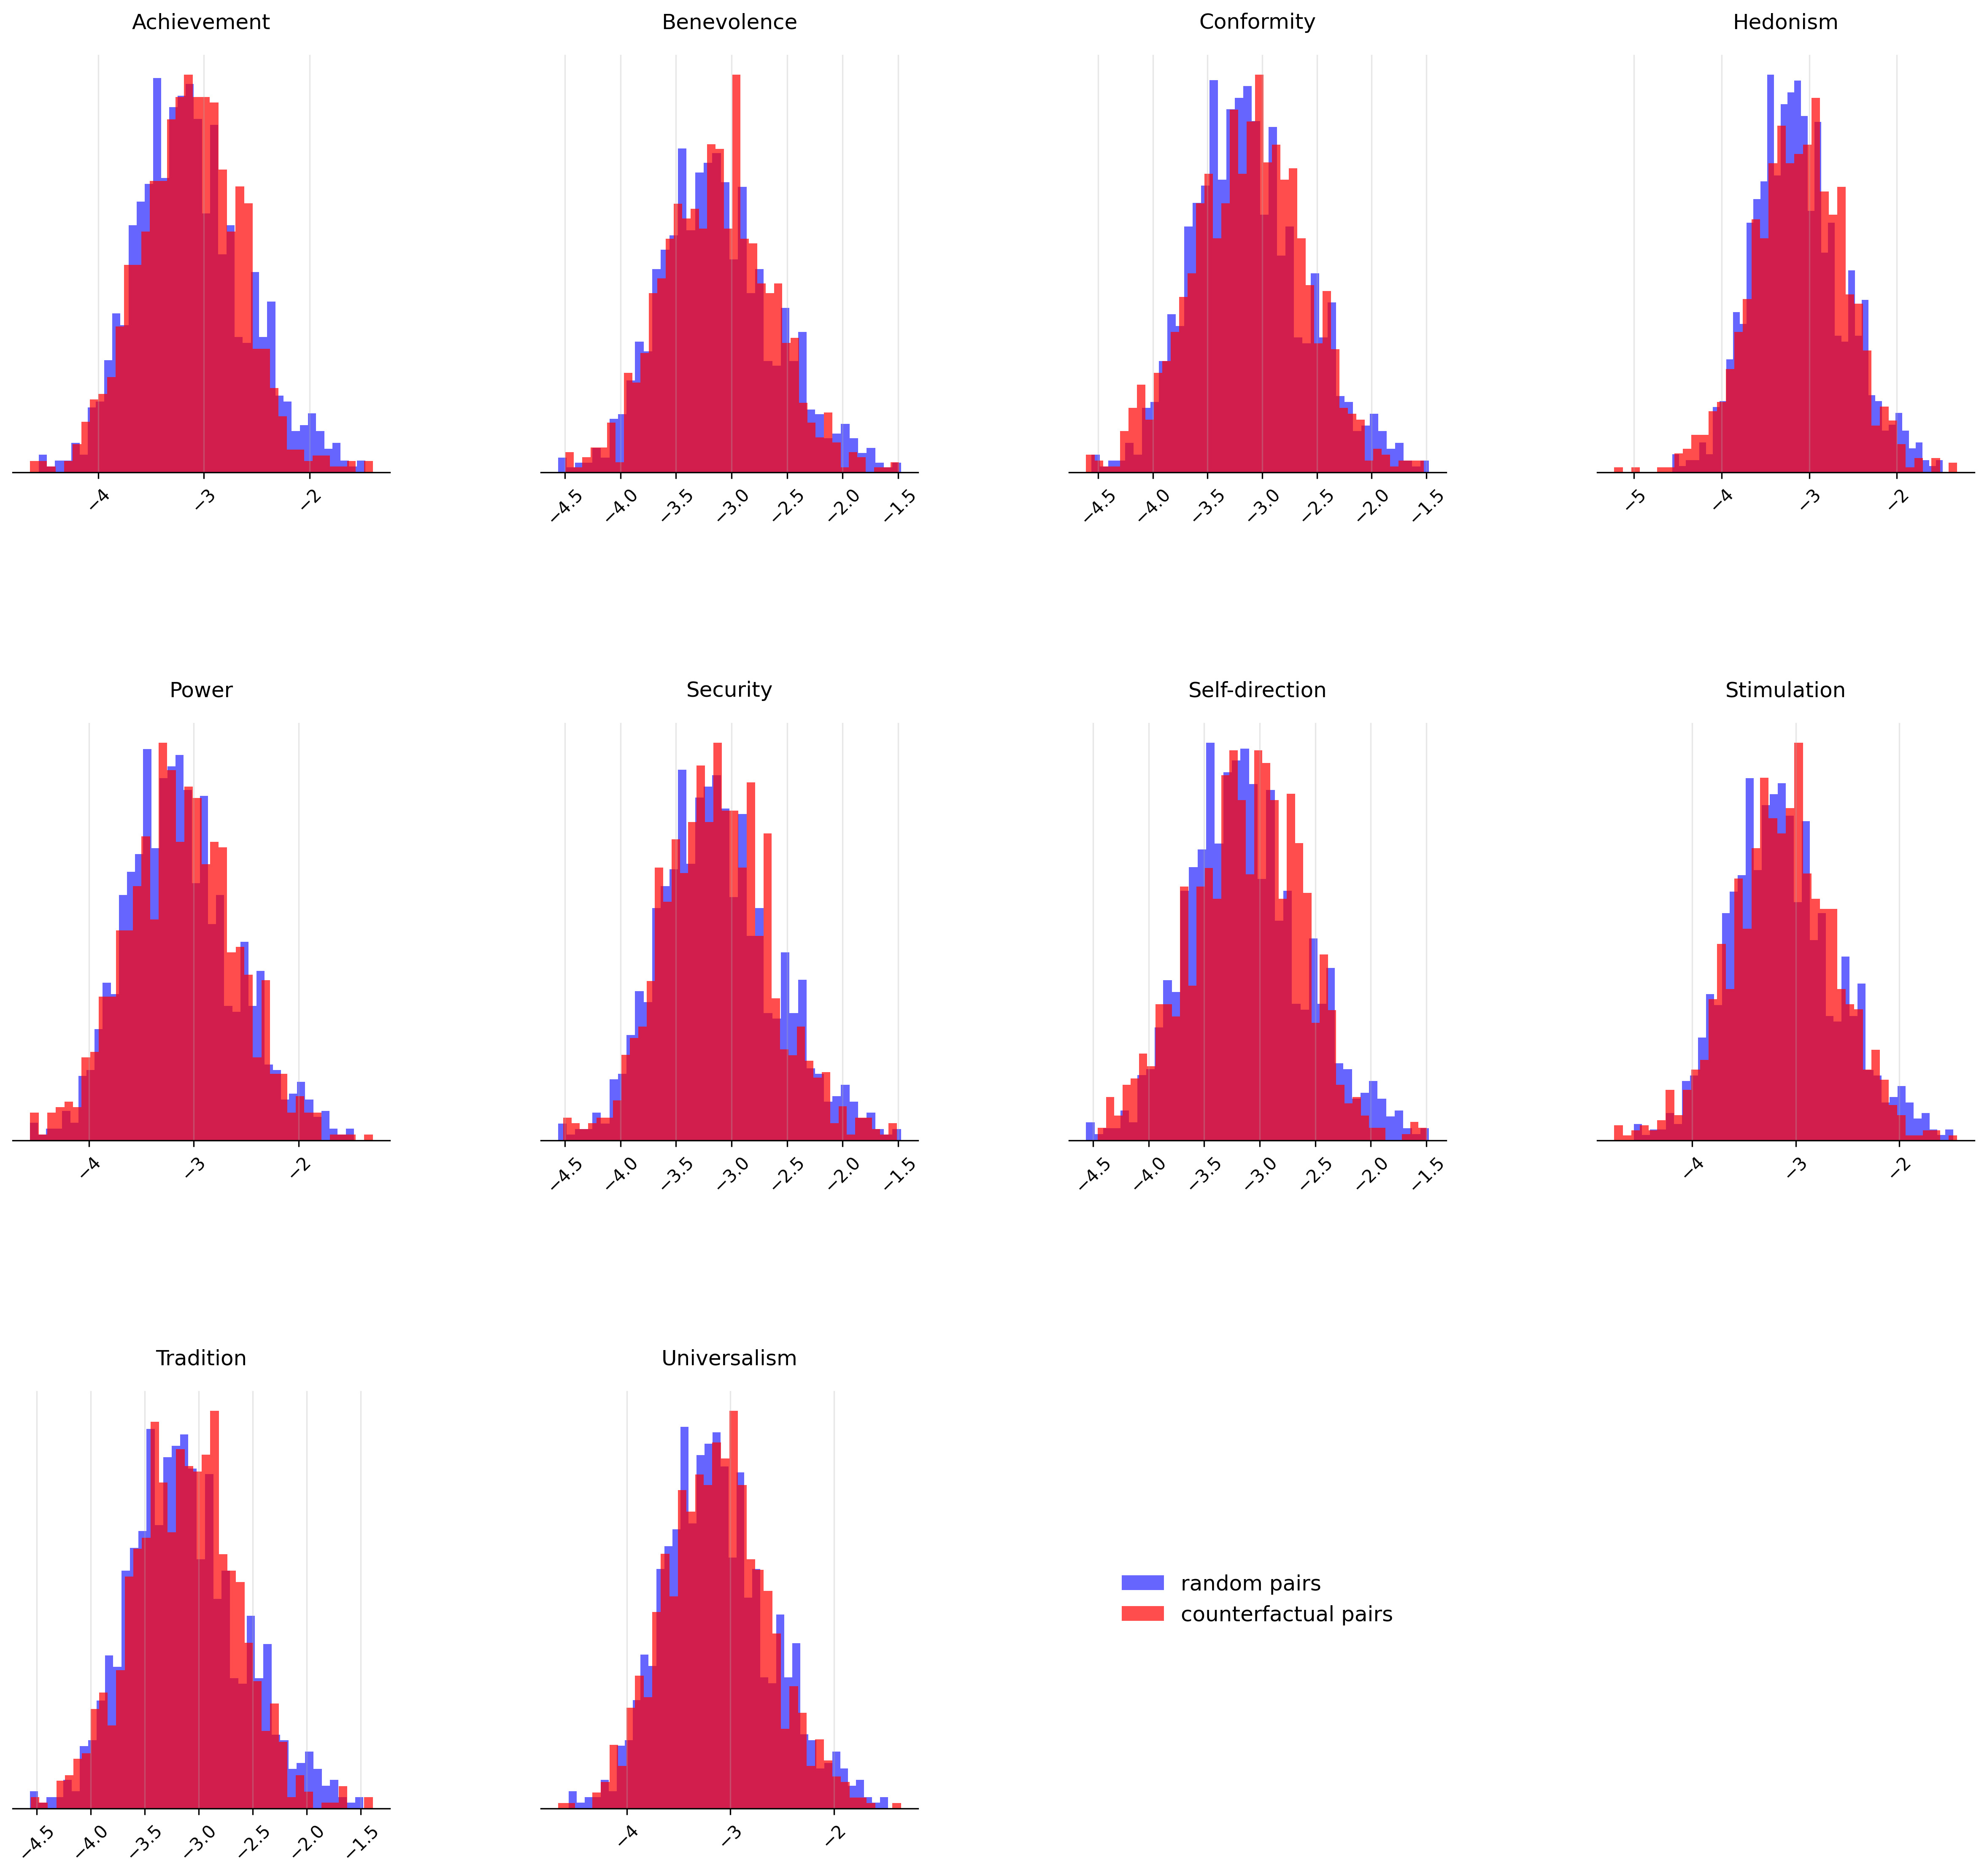 Achievement
Benevolence
Conformity
Hedonism
−4 −3 −2
−4.5 −4.0 −3.5 −3.0 −2.5 −2.0 −1.5
−4.5 −4.0 −3.5 −3.0 −2.5 −2.0 −1.5
−5 −4 −3 −2
Power
Security
Self-direction
Stimulation
−4 −3 −2
−4.5 −4.0 −3.5 −3.0 −2.5 −2.0 −1.5
−4.5 −4.0 −3.5 −3.0 −2.5 −2.0 −1.5
−4 −3 −2
Tradition
Universalism
random pairs
counterfactual pairs
−4.5 −4.0 −3.5 −3.0 −2.5 −2.0 −1.5
−4 −3 −2